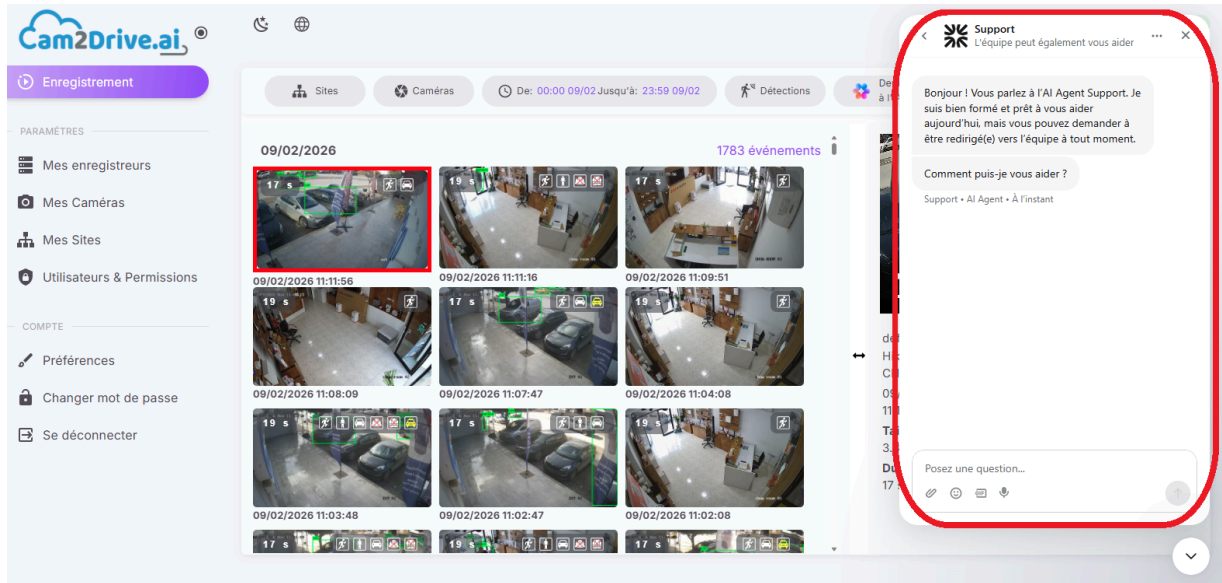 Cam2Drive.ai
Enregistrement
PARAMÈTRES
Mes enregistreurs
Mes Caméras
Mes Sites
Utilisateurs & Permissions
COMPTE
Préférences
Changer mot de passe
Se déconnecter
Sites
Caméras
De: 00:00 09/02 Jusqu'à: 23:59 09/02
Détections
09/02/2026
1783 événements
17 s
19 s
17 s
09/02/2026 11:11:56
09/02/2026 11:11:16
09/02/2026 11:09:51
19 s
17 s
19 s
09/02/2026 11:08:09
09/02/2026 11:07:47
09/02/2026 11:04:08
19 s
17 s
19 s
09/02/2026 11:03:48
09/02/2026 11:02:47
09/02/2026 11:02:08
17 s
19 s
17 s
Support
L'équipe peut également vous aider
Bonjour ! Vous parlez à l'AI Agent Support. Je
suis bien formé et prêt à vous aider
aujourd'hui, mais vous pouvez demander à
être redirigé(e) vers l'équipe à tout moment.
Comment puis-je vous aider ?
Support • AI Agent • À l'instant
Posez une question...